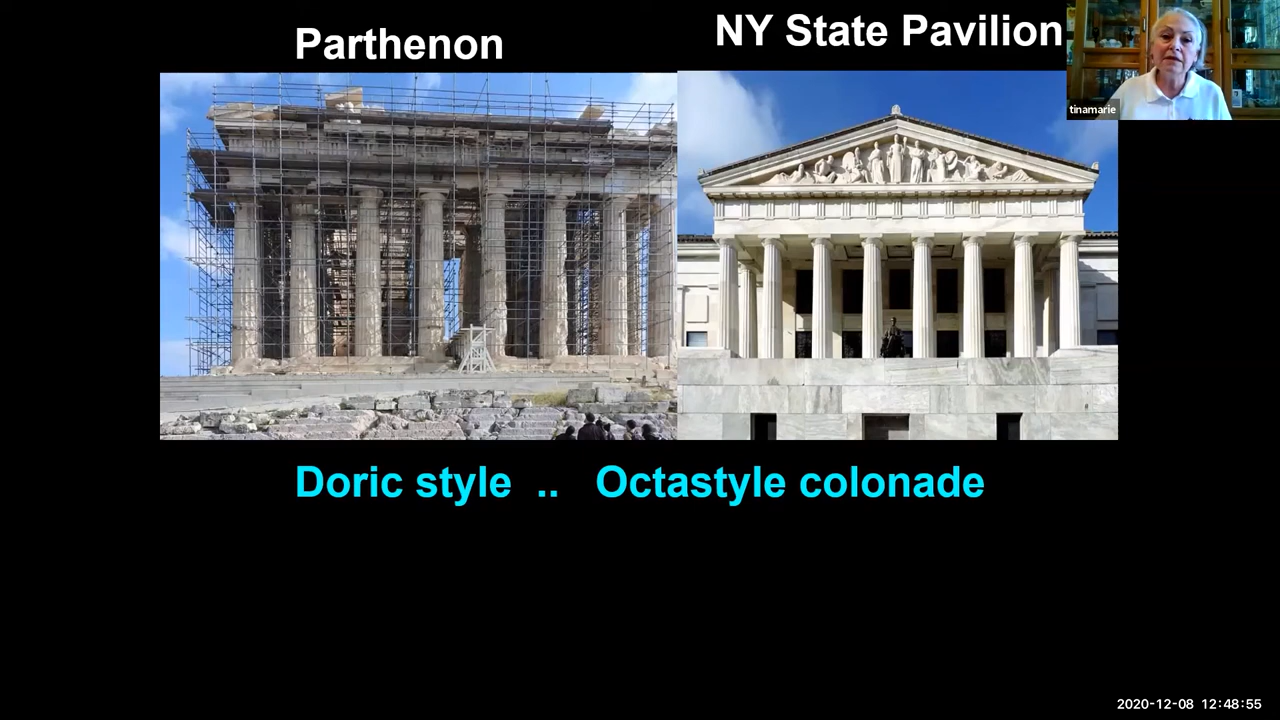 Parthenon
NY State Pavilion
tinamarie
Doric style .. Octastyle colonade
2020-12-08 12:48:55